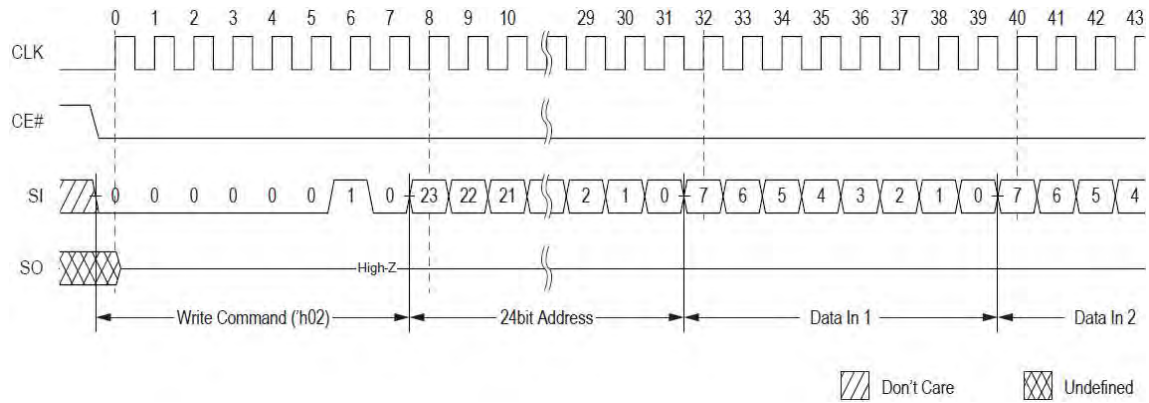 0 1 2 3 4 5 6 7 8 9 10 29 30 31 32 33 34 35 36 37 38 39 40 41 42 43
CLK
CE#
SI 0 0 0 0 0 0 1 0 23 22 21 2 1 0 7 6 5 4 3 2 1 0 7 6 5 4
SO High-Z
Write Command ('h02) 24bit Address Data In 1 Data In 2
Don't Care Undefined